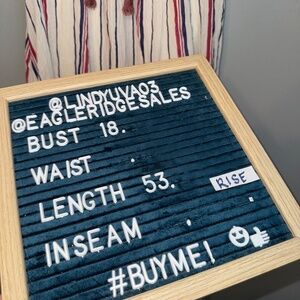 @LINDYUVA03
@EAGLERIDGESALES
BUST 18.
WAIST .
LENGTH 53.
RISE
INSEAM .
#BUYME!